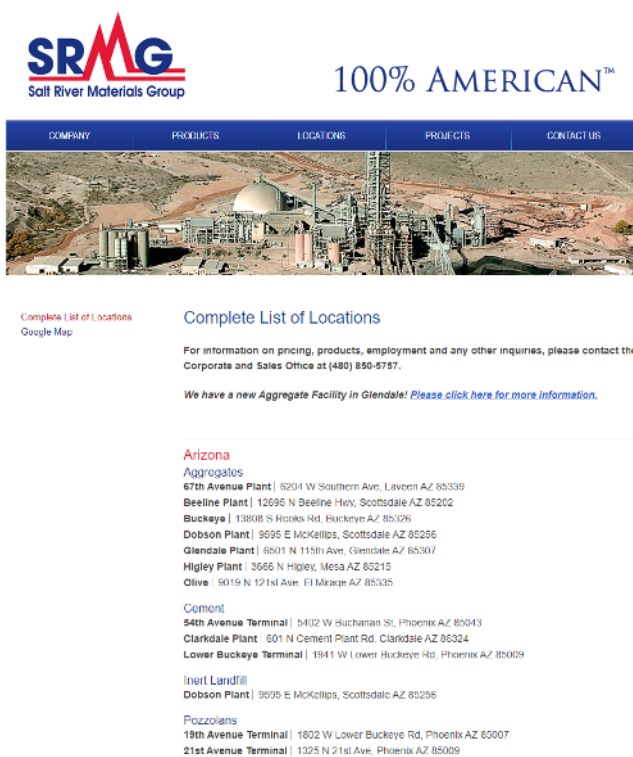 SRMG
Salt River Materials Group
100% AMERICAN™
COMPANY PRODUCTS LOCATIONS PROJECTS CONTACT US
Complete List of Locations
Google Map
Complete List of Locations
For information on pricing, products, employment and any other inquiries, please contact the
Corporate and Sales Office at (480) 850-5757.
We have a new Aggregate Facility in Glendale! Please click here for more information.
Arizona
Aggregates
67th Avenue Plant | 6204 W Southern Ave, Laveen AZ 85339
Beeline Plant | 12695 N Beeline Hwy, Scottsdale AZ 85202
Buckeye | 13808 S Rooks Rd, Buckeye AZ 85326
Dobson Plant | 9595 E McKellips, Scottsdale AZ 85256
Glendale Plant | 6501 N 115th Ave, Glendale AZ 85307
Higley Plant | 3666 N Higley, Mesa AZ 85215
Olive | 9019 N 121st Ave, El Mirage AZ 85335
Cement
54th Avenue Terminal | 5402 W Buchanan St, Phoenix AZ 85043
Clarkdale Plant | 601 N Cement Plant Rd, Clarkdale AZ 86324
Lower Buckeye Terminal | 1941 W Lower Buckeye Rd, Phoenix AZ 85009
Inert Landfill
Dobson Plant | 9595 E McKellips, Scottsdale AZ 85256
Pozzolans
19th Avenue Terminal | 1802 W Lower Buckeye Rd, Phoenix AZ 85007
21st Avenue Terminal | 1325 N 21st Ave, Phoenix AZ 85009